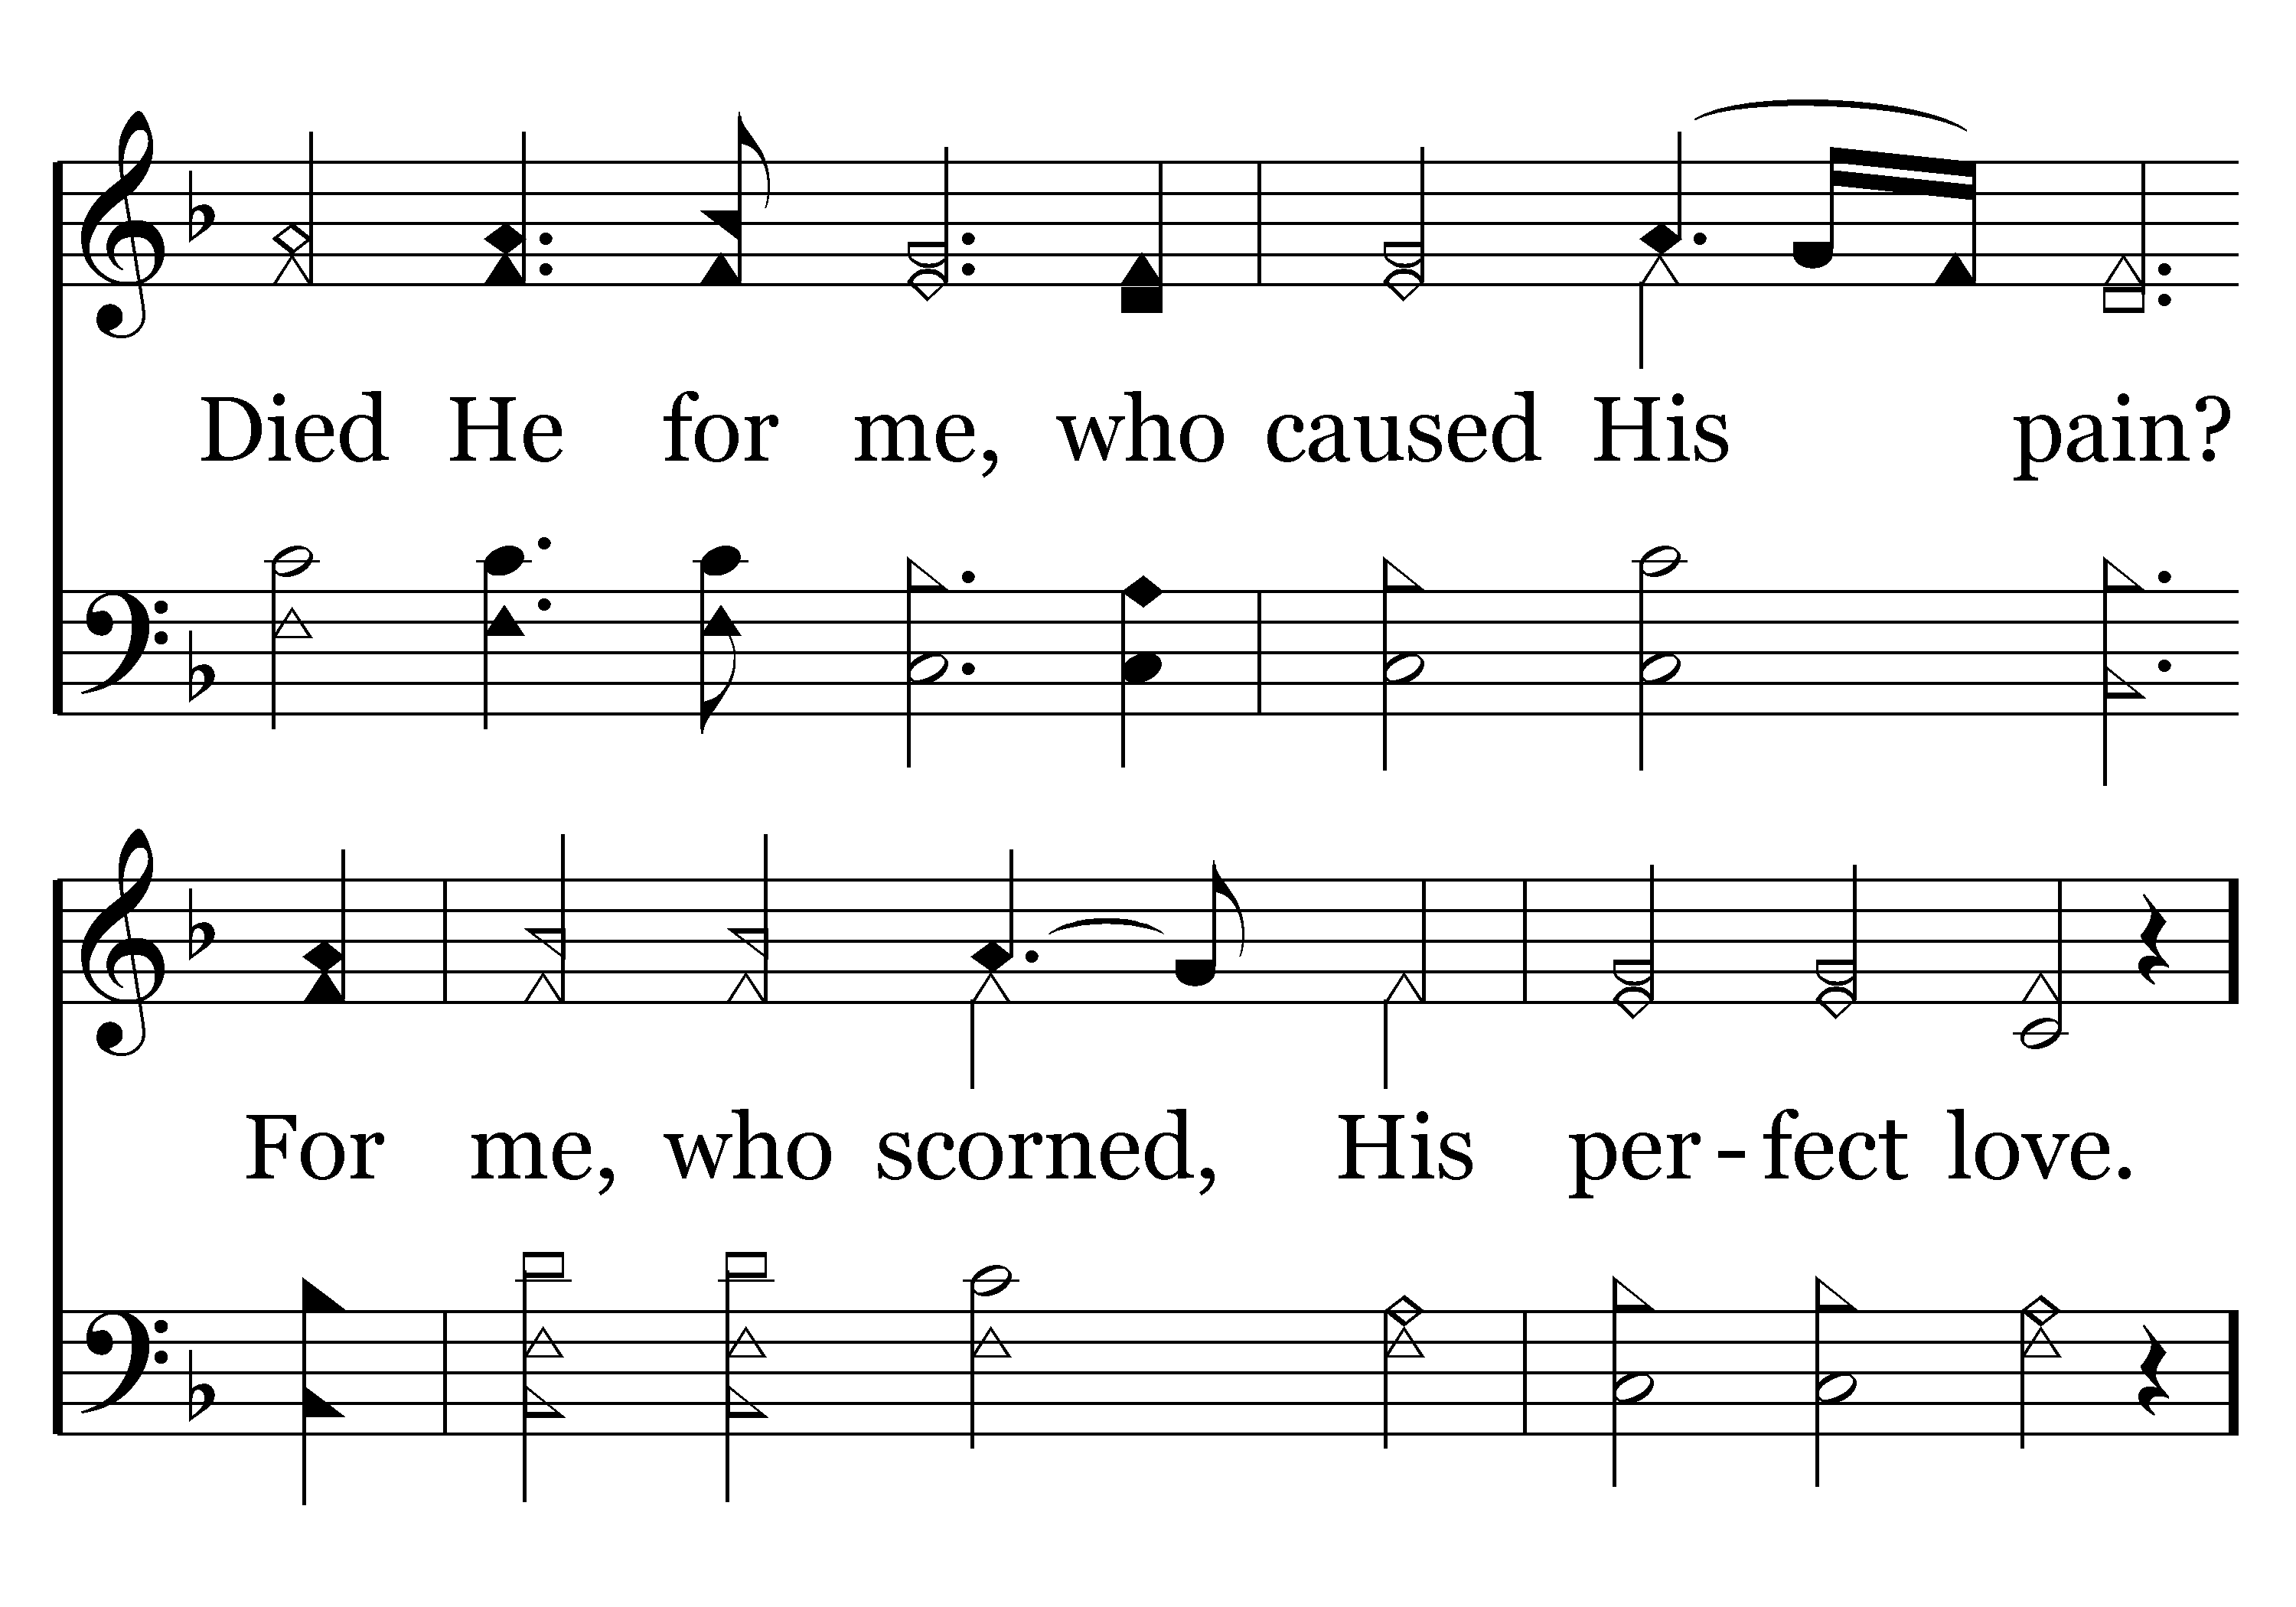 Died He for me, who caused His pain?
For me, who scorned, His per-fect love.